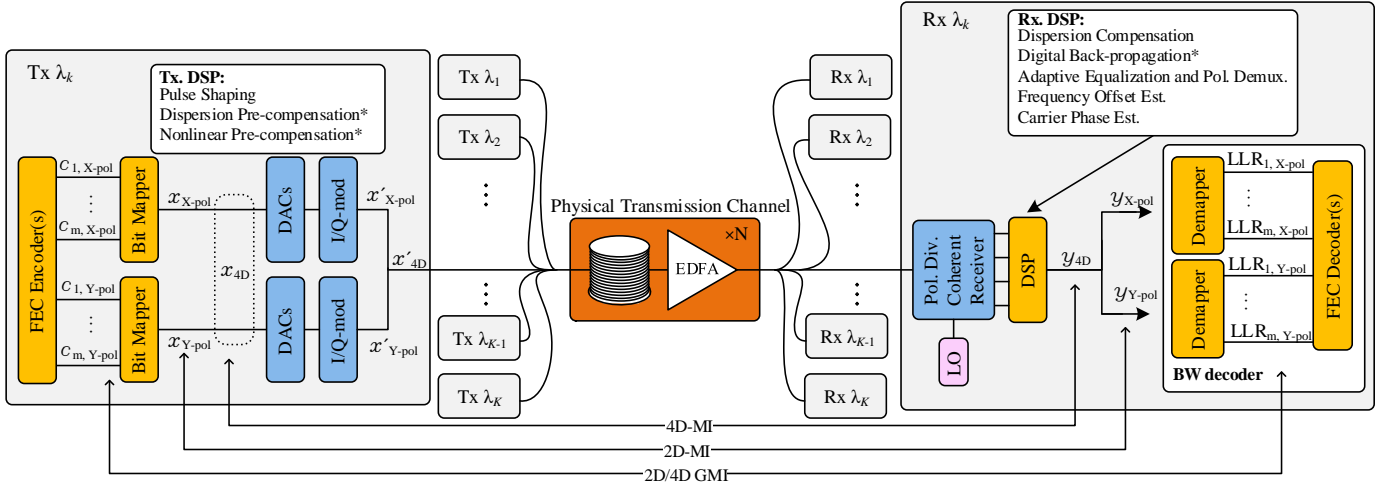 Tx λk
Tx. DSP:
Pulse Shaping
Dispersion Pre-compensation*
Nonlinear Pre-compensation*
FEC Encoder(s)
C1, X-pol
⋮
Cm, X-pol
C1, Y-pol
⋮
Cm, Y-pol
Bit Mapper
Bit Mapper
xX-pol
x4D
xY-pol
DACs
DACs
I/Q-mod
I/Q-mod
x′X-pol
x′4D
x′Y-pol
Tx λ1
Tx λ2
⋮
⋮
Tx λK-1
Tx λK
Physical Transmission Channel
×N
EDFA
Rx λ1
Rx λ2
⋮
⋮
Rx λK-1
Rx λK
Rx λk
Rx. DSP:
Dispersion Compensation
Digital Back-propagation*
Adaptive Equalization and Pol. Demux.
Frequency Offset Est.
Carrier Phase Est.
Pol. Div.
Coherent
Receiver
LO
DSP
y4D
yX-pol
yY-pol
Demapper
Demapper
LLR1, X-pol
⋮
LLRm, X-pol
LLR1, Y-pol
⋮
LLRm, Y-pol
FEC Decoder(s)
BW decoder
4D-MI
2D-MI
2D/4D GMI